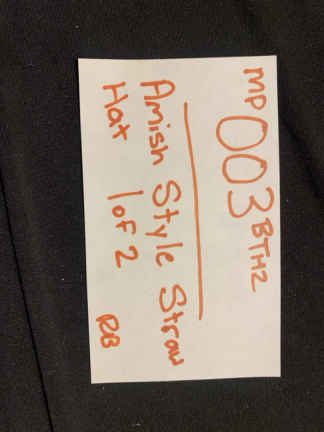 MP 003 BTH2
Amish Style Straw
Hat 1 of 2
RB